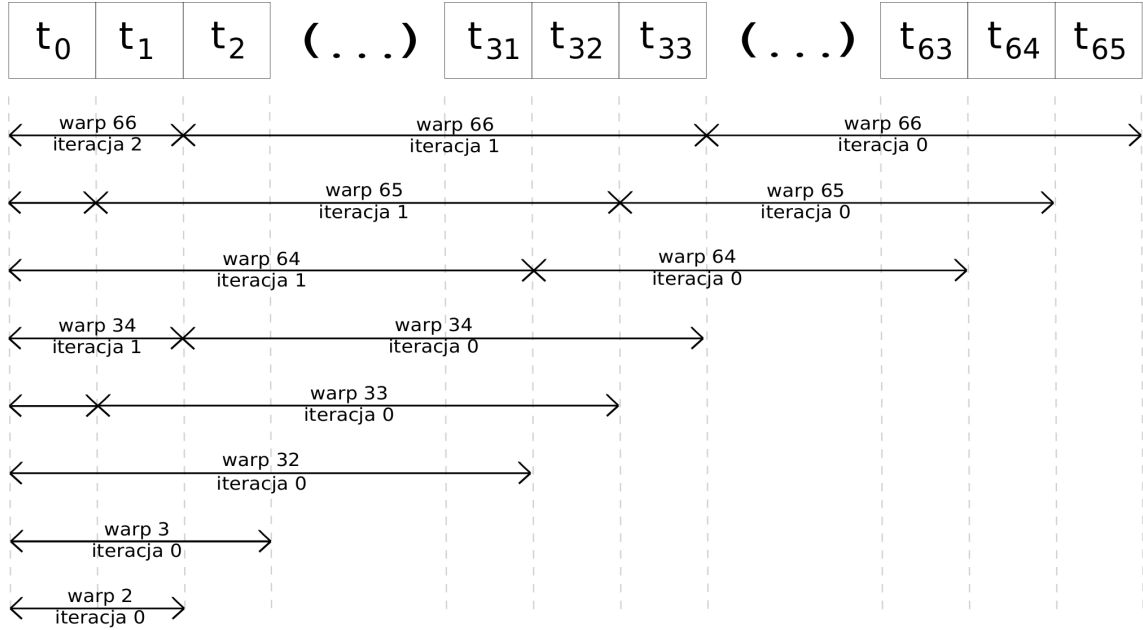 t0 t1 t2 (...) t31 t32 t33 (...) t63 t64 t65
warp 66 warp 66 warp 66
iteracja 2 iteracja 1 iteracja 0
warp 65 warp 65
iteracja 1 iteracja 0
warp 64 warp 64
iteracja 1 iteracja 0
warp 34 warp 34
iteracja 1 iteracja 0
warp 33
iteracja 0
warp 32
iteracja 0
warp 3
iteracja 0
warp 2
iteracja 0